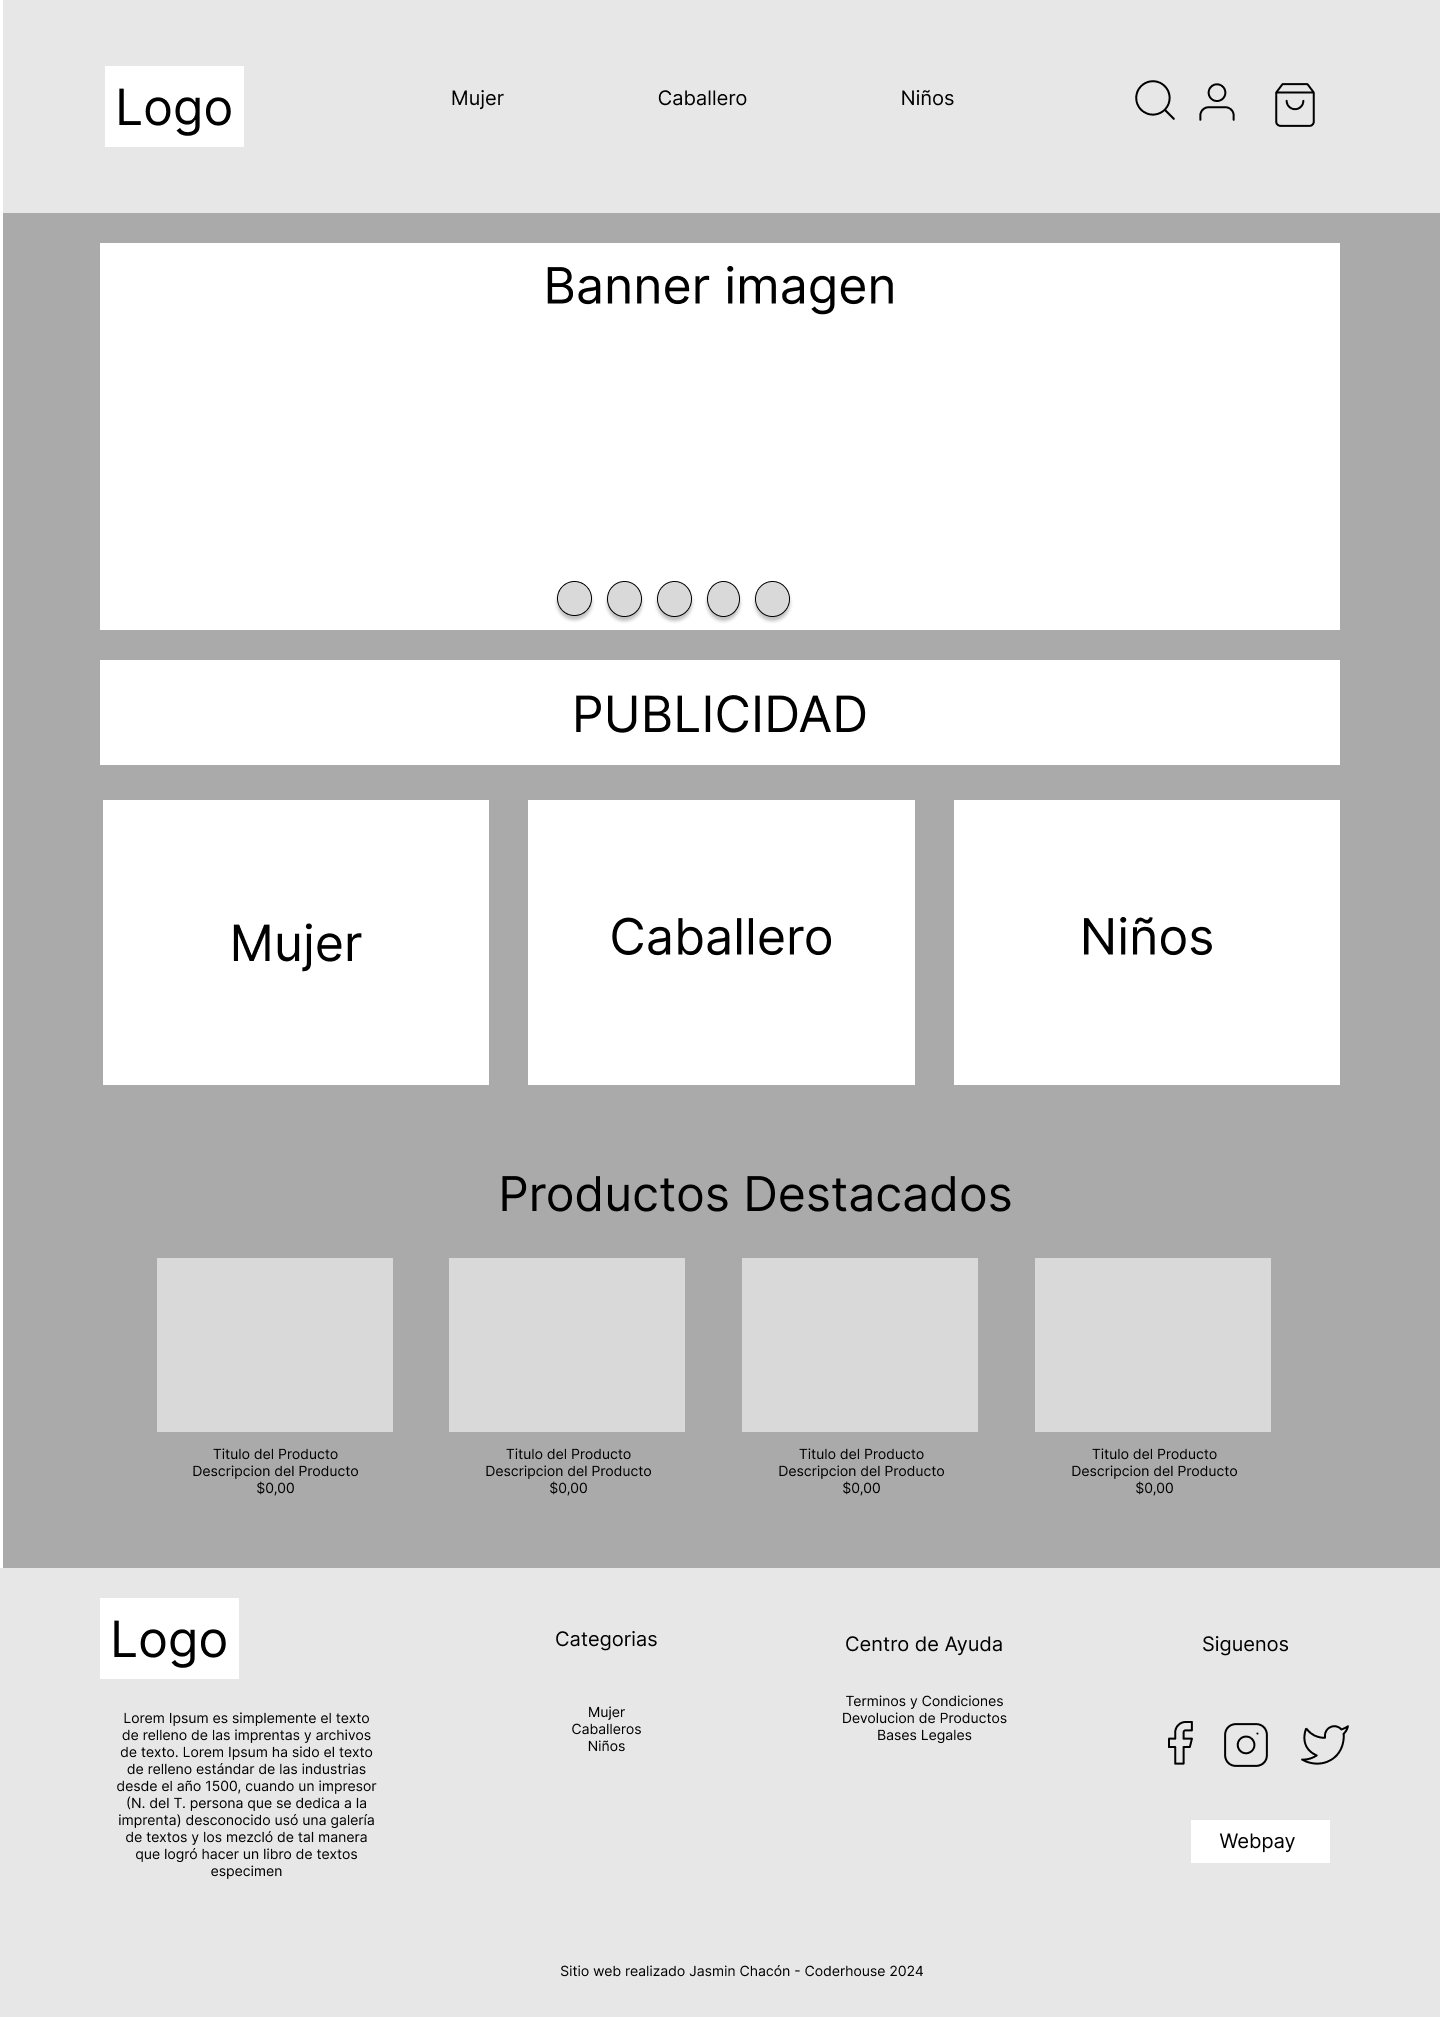 Logo
Mujer
Caballero
Niños
Banner imagen
PUBLICIDAD
Mujer
Caballero
Niños
Productos Destacados
Titulo del Producto
Descripcion del Producto
$0,00
Titulo del Producto
Descripcion del Producto
$0,00
Titulo del Producto
Descripcion del Producto
$0,00
Titulo del Producto
Descripcion del Producto
$0,00
Logo
Lorem Ipsum es simplemente el texto
de relleno de las imprentas y archivos
de texto. Lorem Ipsum ha sido el texto
de relleno estándar de las industrias
desde el año 1500, cuando un impresor
(N. del T. persona que se dedica a la
imprenta) desconocido usó una galería
de textos y los mezcló de tal manera
que logró hacer un libro de textos
especimen
Categorias
Mujer
Caballeros
Niños
Centro de Ayuda
Terminos y Condiciones
Devolucion de Productos
Bases Legales
Siguenos
Webpay
Sitio web realizado Jasmin Chacón - Coderhouse 2024